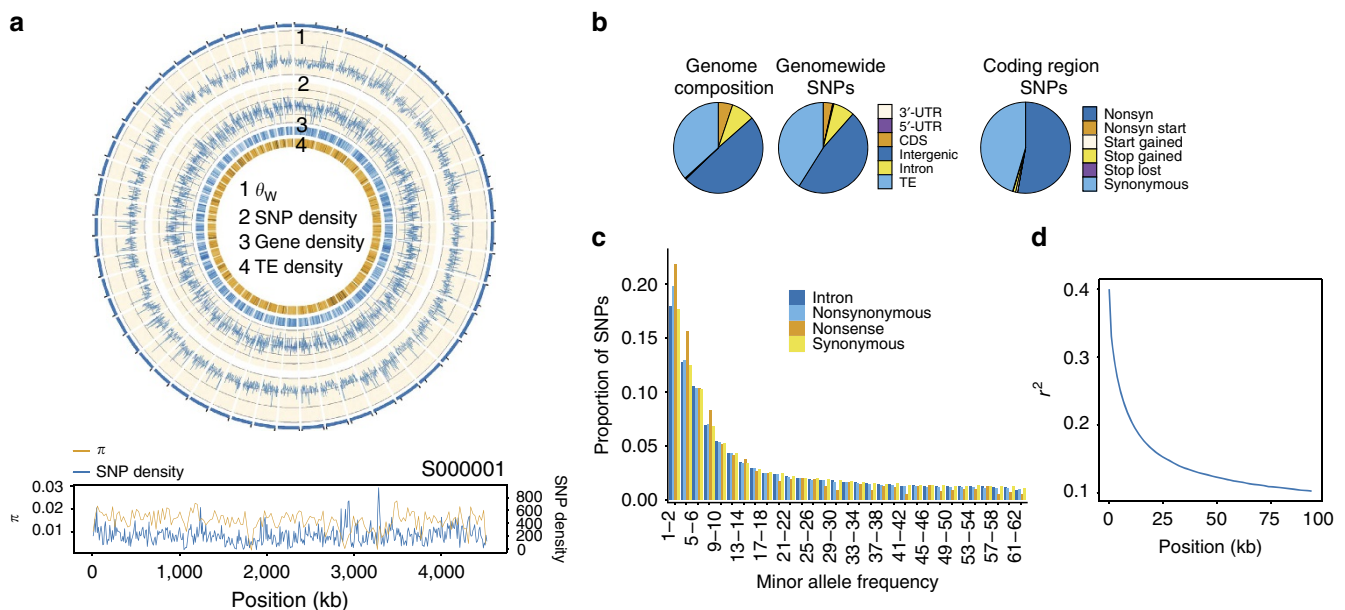 a
1
2
3
4
1 θW
2 SNP density
3 Gene density
4 TE density
π
SNP density
S000001
0.03
0.02
0.01
π
800
600
400
200
0
SNP density
0
1,000
2,000
3,000
4,000
Position (kb)
b
Genome composition
Genomewide SNPs
3′-UTR
5′-UTR
CDS
Intergenic
Intron
TE
Coding region SNPs
Nonsyn
Nonsyn start
Start gained
Stop gained
Stop lost
Synonymous
c
Proportion of SNPs
0.20
0.15
0.10
0.05
0.00
Intron
Nonsynonymous
Nonsense
Synonymous
1–2
5–6
9–10
13–14
17–18
21–22
25–26
29–30
33–34
37–38
41–42
45–46
49–50
53–54
57–58
61–62
Minor allele frequency
d
r²
0.4
0.3
0.2
0.1
0
25
50
75
100
Position (kb)